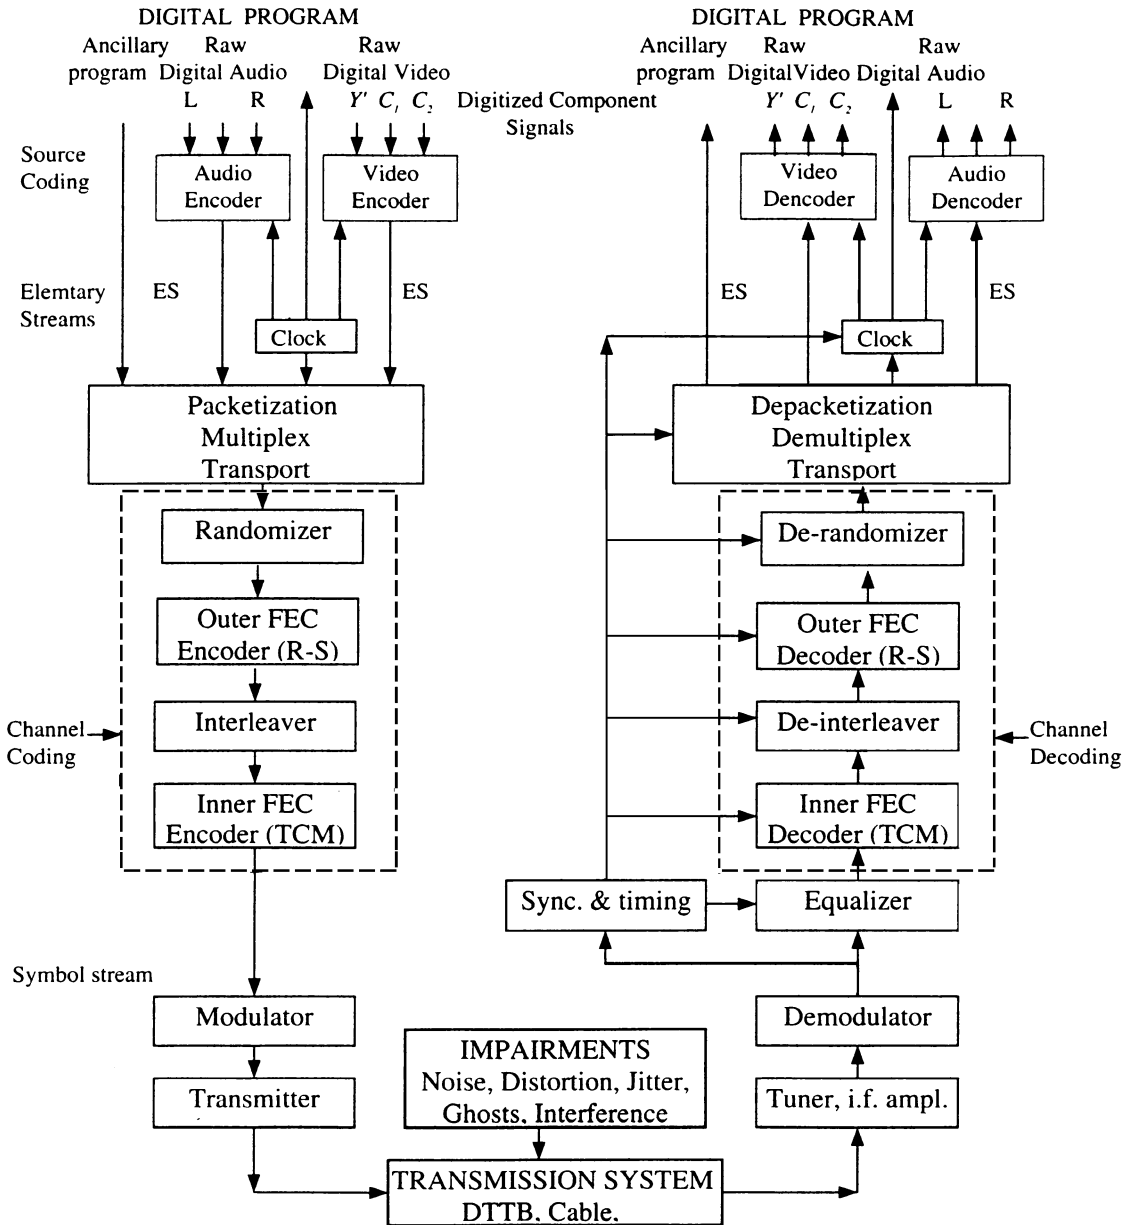 DIGITAL PROGRAM
Ancillary program
Raw Digital Audio
L R
Raw Digital Video
Y' C₁ C₂
Digitized Component Signals
Source Coding
Audio Encoder
Video Encoder
Elemtary Streams
ES
ES
Clock
Packetization
Multiplex
Transport
Randomizer
Outer FEC
Encoder (R-S)
Interleaver
Channel Coding
Inner FEC
Encoder (TCM)
Symbol stream
Modulator
Transmitter
IMPAIRMENTS
Noise, Distortion, Jitter,
Ghosts, Interference
TRANSMISSION SYSTEM
DTTB, Cable,
DIGITAL PROGRAM
Ancillary program
Raw Digital Video
Y' C₁ C₂
Raw Digital Audio
L R
Video Dencoder
Audio Dencoder
ES
ES
Clock
Depacketization
Demultiplex
Transport
De-randomizer
Outer FEC
Decoder (R-S)
De-interleaver
Channel Decoding
Inner FEC
Decoder (TCM)
Sync. & timing
Equalizer
Demodulator
Tuner, i.f. ampl.